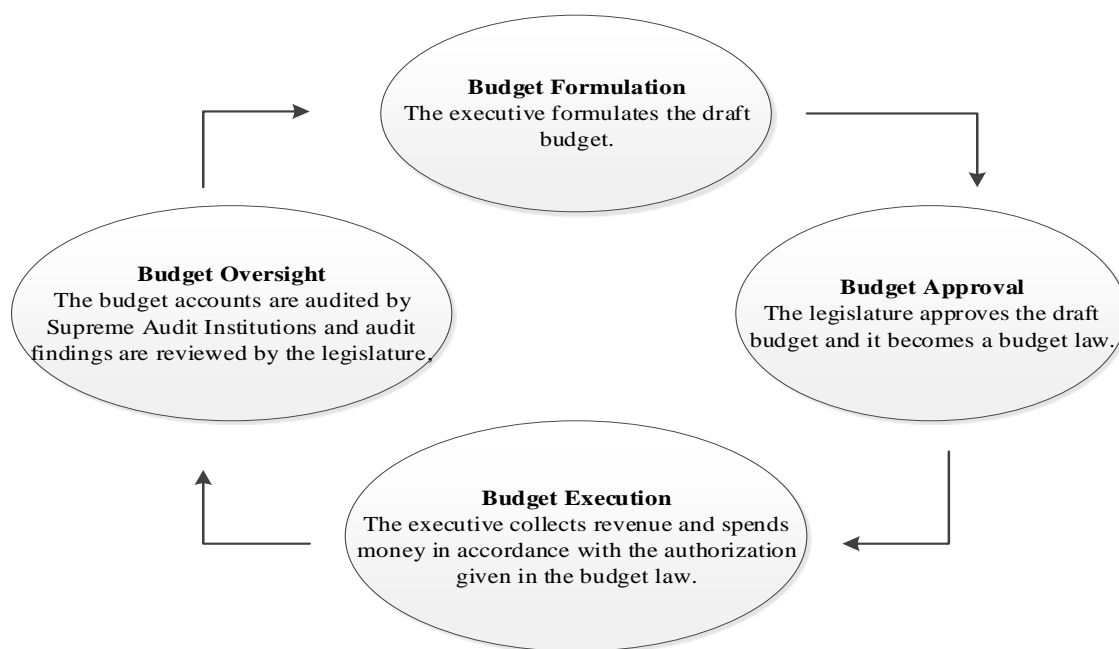 Budget Formulation
The executive formulates the draft
budget.
Budget Oversight
The budget accounts are audited by
Supreme Audit Institutions and audit
findings are reviewed by the legislature,
Budget Approval
The legislature approves the draft
budget and it becomes a budget law.
Budget Execution
The executive collects revenue and spends
money in accordance with the authorization
given in the budget law.